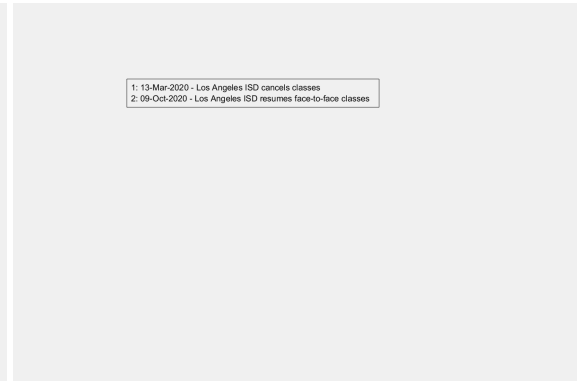 1: 13-Mar-2020 - Los Angeles ISD cancels classes
2: 09-Oct-2020 - Los Angeles ISD resumes face-to-face classes